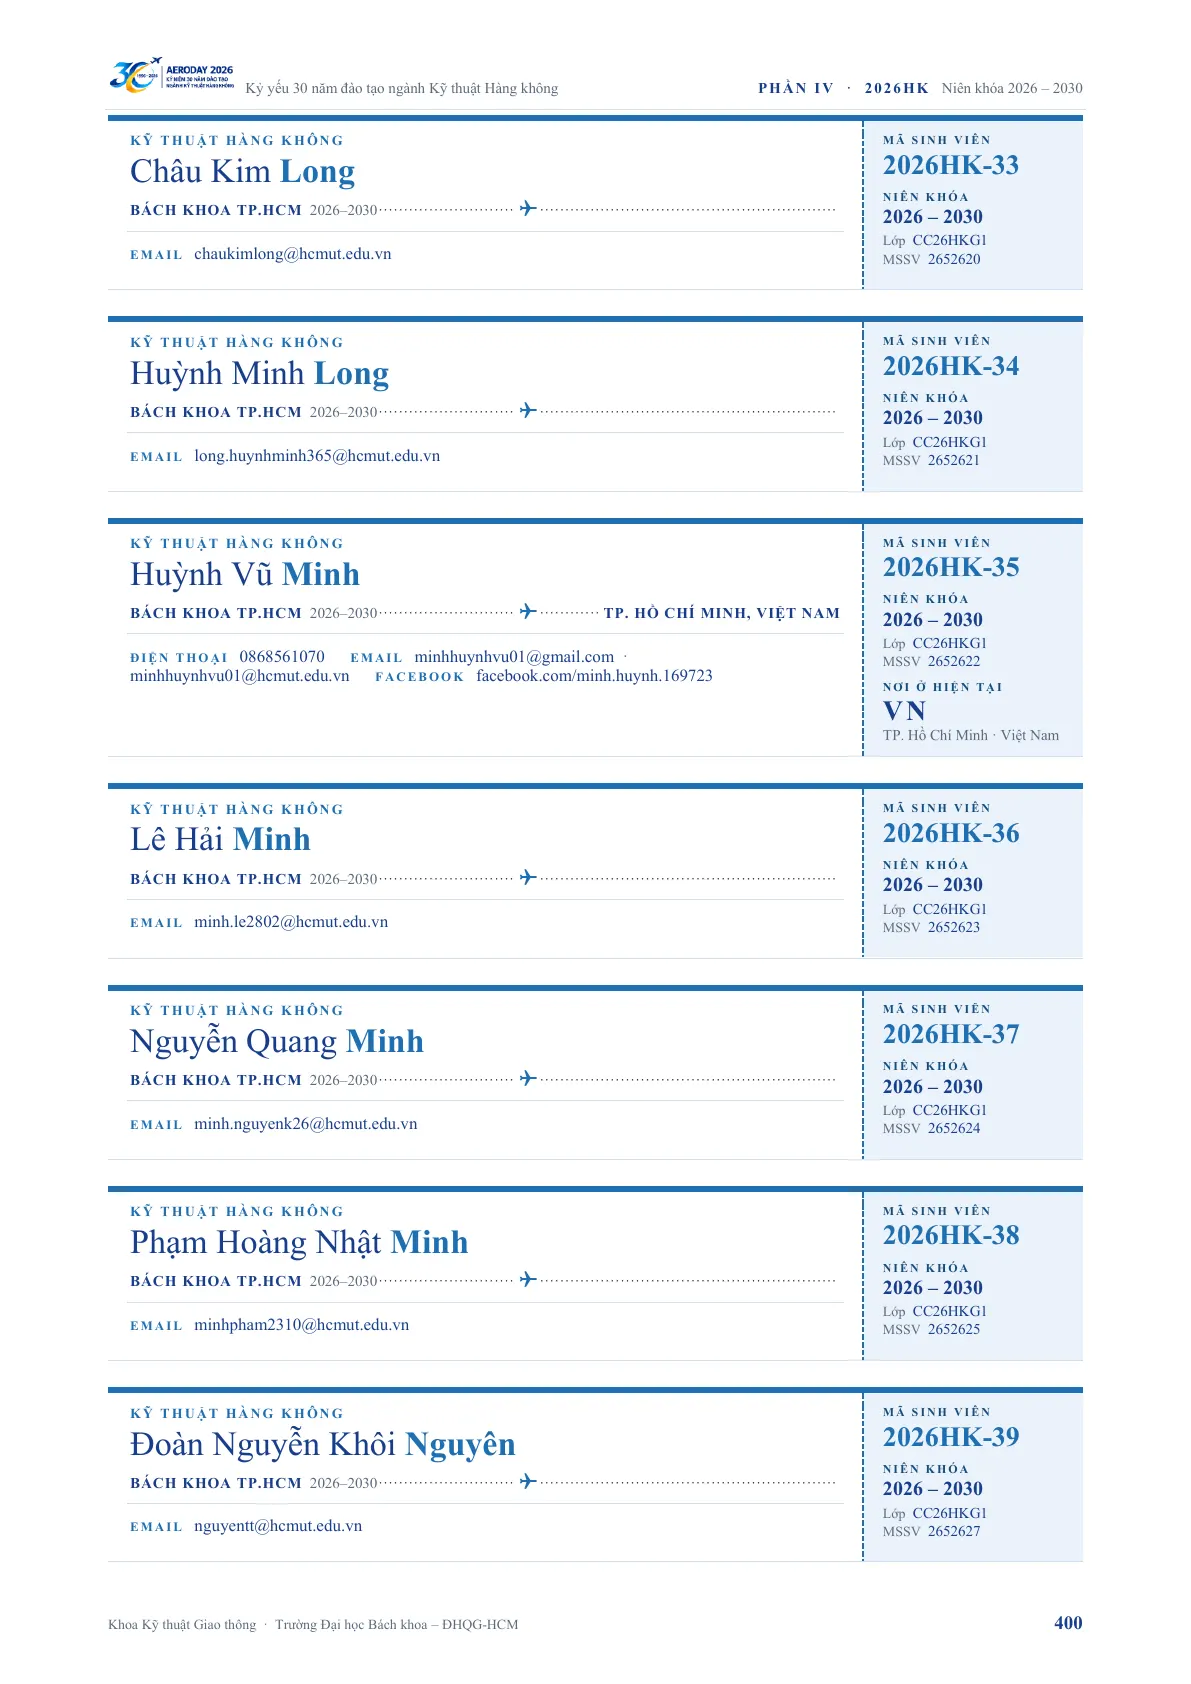 AERODAY 2026
KỶ NIỆM 30 NĂM ĐÀO TẠO
NGÀNH KỸ THUẬT HÀNG KHÔNG
Kỷ yếu 30 năm đào tạo ngành Kỹ thuật Hàng không
PHẦN IV · 2026HK Niên khóa 2026 – 2030
KỸ THUẬT HÀNG KHÔNG
Châu Kim Long
BÁCH KHOA TP.HCM 2026–2030
EMAIL chaukimlong@hcmut.edu.vn
MÃ SINH VIÊN
2026HK-33
NIÊN KHÓA
2026 – 2030
Lớp CC26HKG1
MSSV 2652620
KỸ THUẬT HÀNG KHÔNG
Huỳnh Minh Long
BÁCH KHOA TP.HCM 2026–2030
EMAIL long.huynhminh365@hcmut.edu.vn
MÃ SINH VIÊN
2026HK-34
NIÊN KHÓA
2026 – 2030
Lớp CC26HKG1
MSSV 2652621
KỸ THUẬT HÀNG KHÔNG
Huỳnh Vũ Minh
BÁCH KHOA TP.HCM 2026–2030 TP. HỒ CHÍ MINH, VIỆT NAM
ĐIỆN THOẠI 0868561070 EMAIL minhhuynhvu01@gmail.com ·
minhhuynhvu01@hcmut.edu.vn FACEBOOK facebook.com/minh.huynh.169723
MÃ SINH VIÊN
2026HK-35
NIÊN KHÓA
2026 – 2030
Lớp CC26HKG1
MSSV 2652622
NƠI Ở HIỆN TẠI
VN
TP. Hồ Chí Minh · Việt Nam
KỸ THUẬT HÀNG KHÔNG
Lê Hải Minh
BÁCH KHOA TP.HCM 2026–2030
EMAIL minh.le2802@hcmut.edu.vn
MÃ SINH VIÊN
2026HK-36
NIÊN KHÓA
2026 – 2030
Lớp CC26HKG1
MSSV 2652623
KỸ THUẬT HÀNG KHÔNG
Nguyễn Quang Minh
BÁCH KHOA TP.HCM 2026–2030
EMAIL minh.nguyenk26@hcmut.edu.vn
MÃ SINH VIÊN
2026HK-37
NIÊN KHÓA
2026 – 2030
Lớp CC26HKG1
MSSV 2652624
KỸ THUẬT HÀNG KHÔNG
Phạm Hoàng Nhật Minh
BÁCH KHOA TP.HCM 2026–2030
EMAIL minhpham2310@hcmut.edu.vn
MÃ SINH VIÊN
2026HK-38
NIÊN KHÓA
2026 – 2030
Lớp CC26HKG1
MSSV 2652625
KỸ THUẬT HÀNG KHÔNG
Đoàn Nguyễn Khôi Nguyên
BÁCH KHOA TP.HCM 2026–2030
EMAIL nguyentt@hcmut.edu.vn
MÃ SINH VIÊN
2026HK-39
NIÊN KHÓA
2026 – 2030
Lớp CC26HKG1
MSSV 2652627
Khoa Kỹ thuật Giao thông · Trường Đại học Bách khoa – ĐHQG-HCM
400